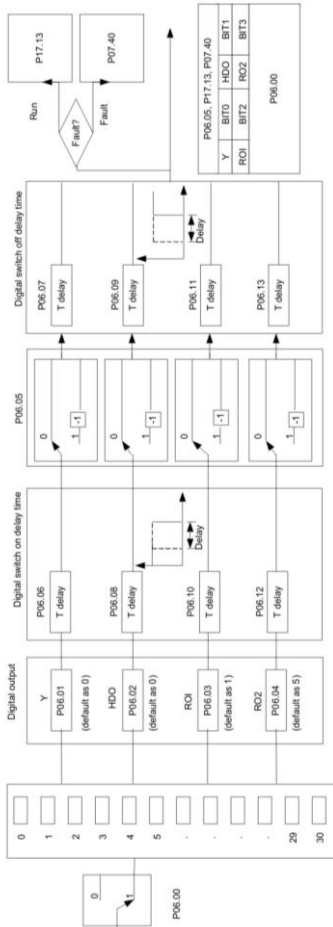 0
1
P06.00
0
1
2
3
4
5
.
.
.
.
29
30
Digital output
Y
P06.01
(default as 0)
HDO
P06.02
(default as 0)
ROI
P06.03
(default as 1)
RO2
P06.04
(default as 5)
Digital switch on delay time
P06.06
T delay
P06.08
T delay
Delay
P06.10
T delay
P06.12
T delay
P06.05
0
1
-1
0
1
-1
0
1
-1
0
1
-1
Digital switch off delay time
P06.07
T delay
P06.09
T delay
Delay
P06.11
T delay
P06.13
T delay
P17.13
P07.40
Run
Fault?
Fault
P06.05, P17.13, P07.40
Y BIT0 HDO BIT1
ROI BIT2 RO2 BIT3
P06.00